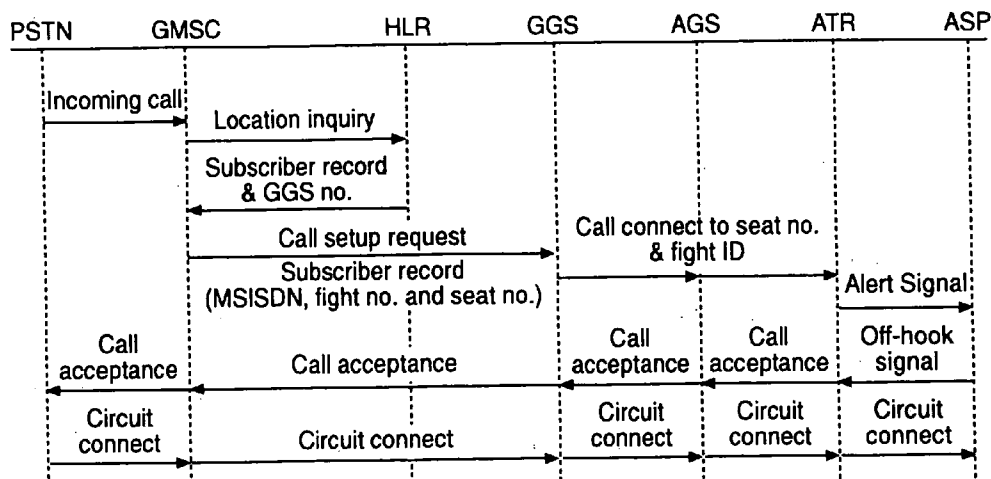 PSTN GMSC HLR GGS AGS ATR ASP
Incoming call
Location inquiry
Subscriber record
& GGS no.
Call setup request
Subscriber record
(MSISDN, fight no. and seat no.)
Call connect to seat no.
& fight ID
Alert Signal
Call
acceptance
Call acceptance
Call
acceptance
Call
acceptance
Off-hook
signal
Circuit
connect
Circuit connect
Circuit
connect
Circuit
connect
Circuit
connect